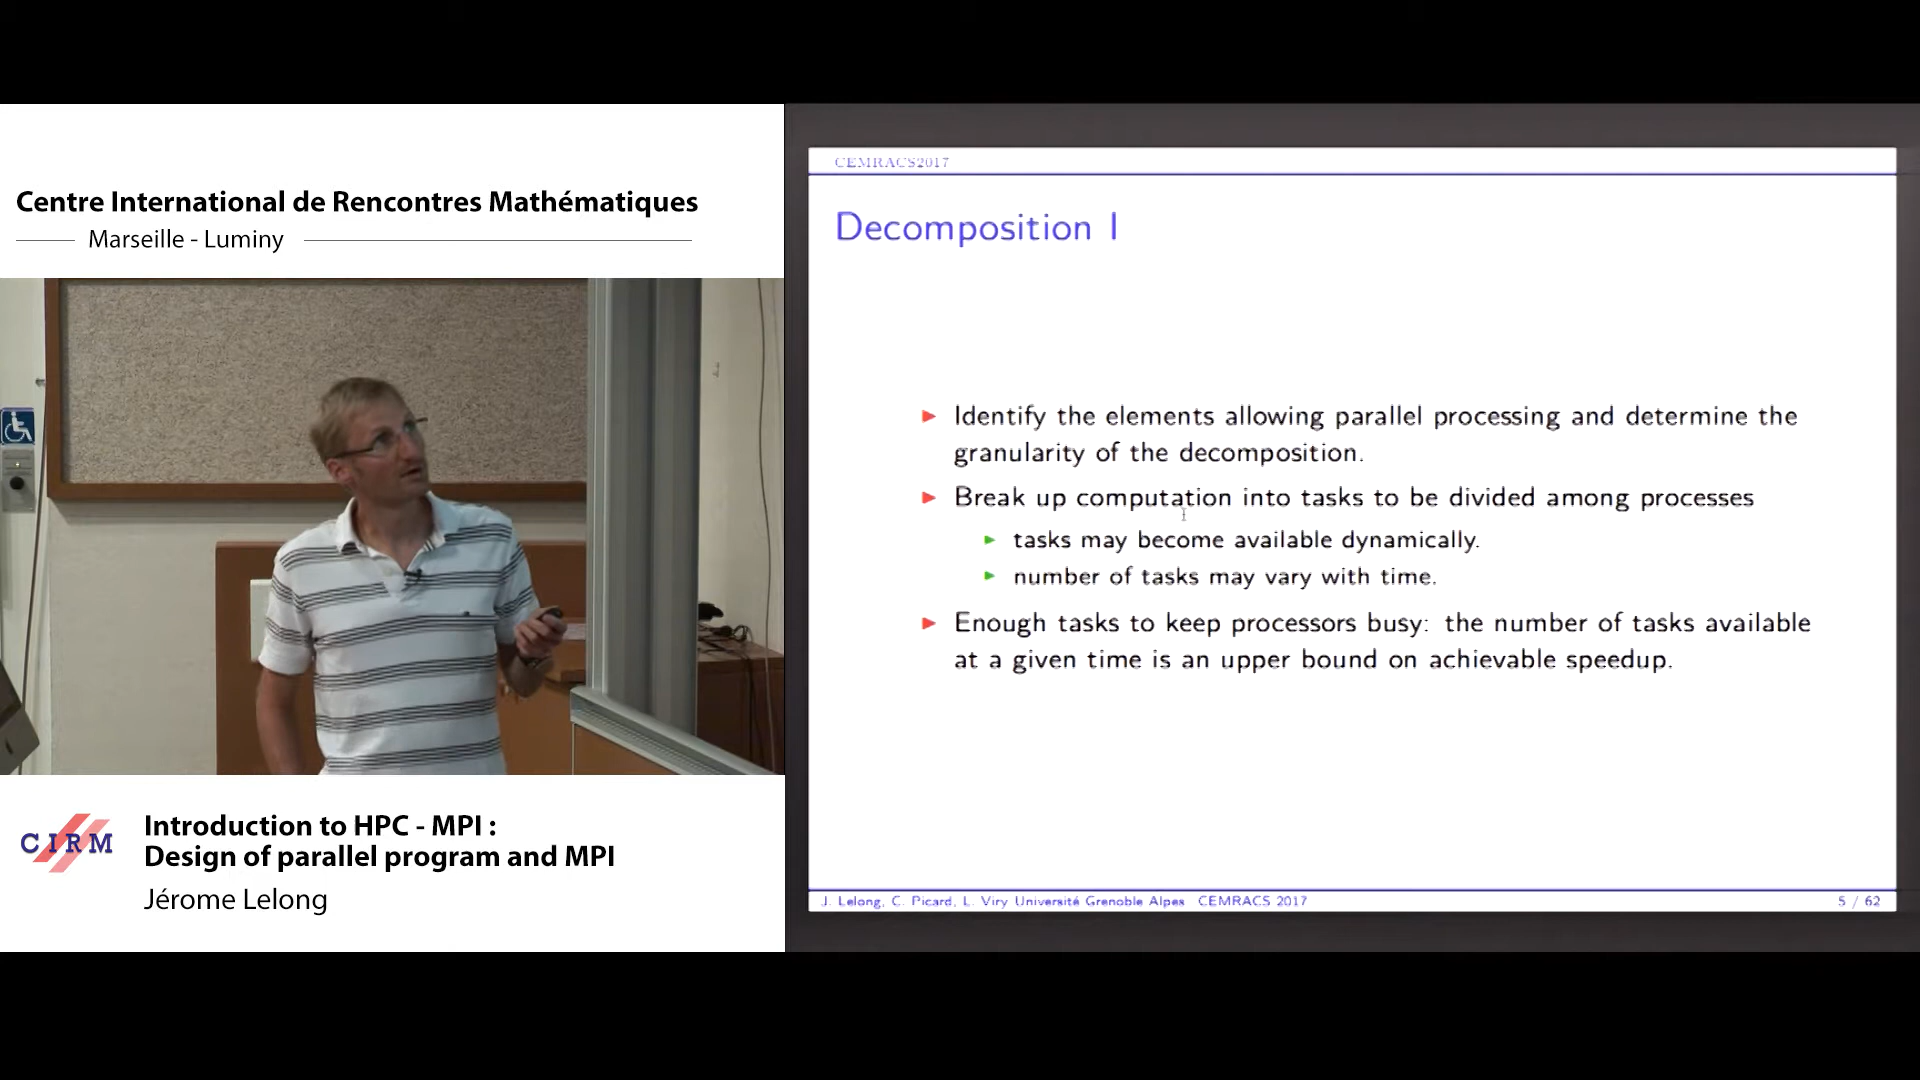 Centre International de Rencontres Mathématiques
Marseille - Luminy
CIRM
Introduction to HPC - MPI :
Design of parallel program and MPI
Jérome Lelong
CEMRACS2017
Decomposition I
Identify the elements allowing parallel processing and determine the
granularity of the decomposition.
Break up computation into tasks to be divided among processes
tasks may become available dynamically.
number of tasks may vary with time.
Enough tasks to keep processors busy: the number of tasks available
at a given time is an upper bound on achievable speedup.
J. Lelong, C. Picard, L. Viry Université Grenoble Alpes CEMRACS 2017
5 / 62